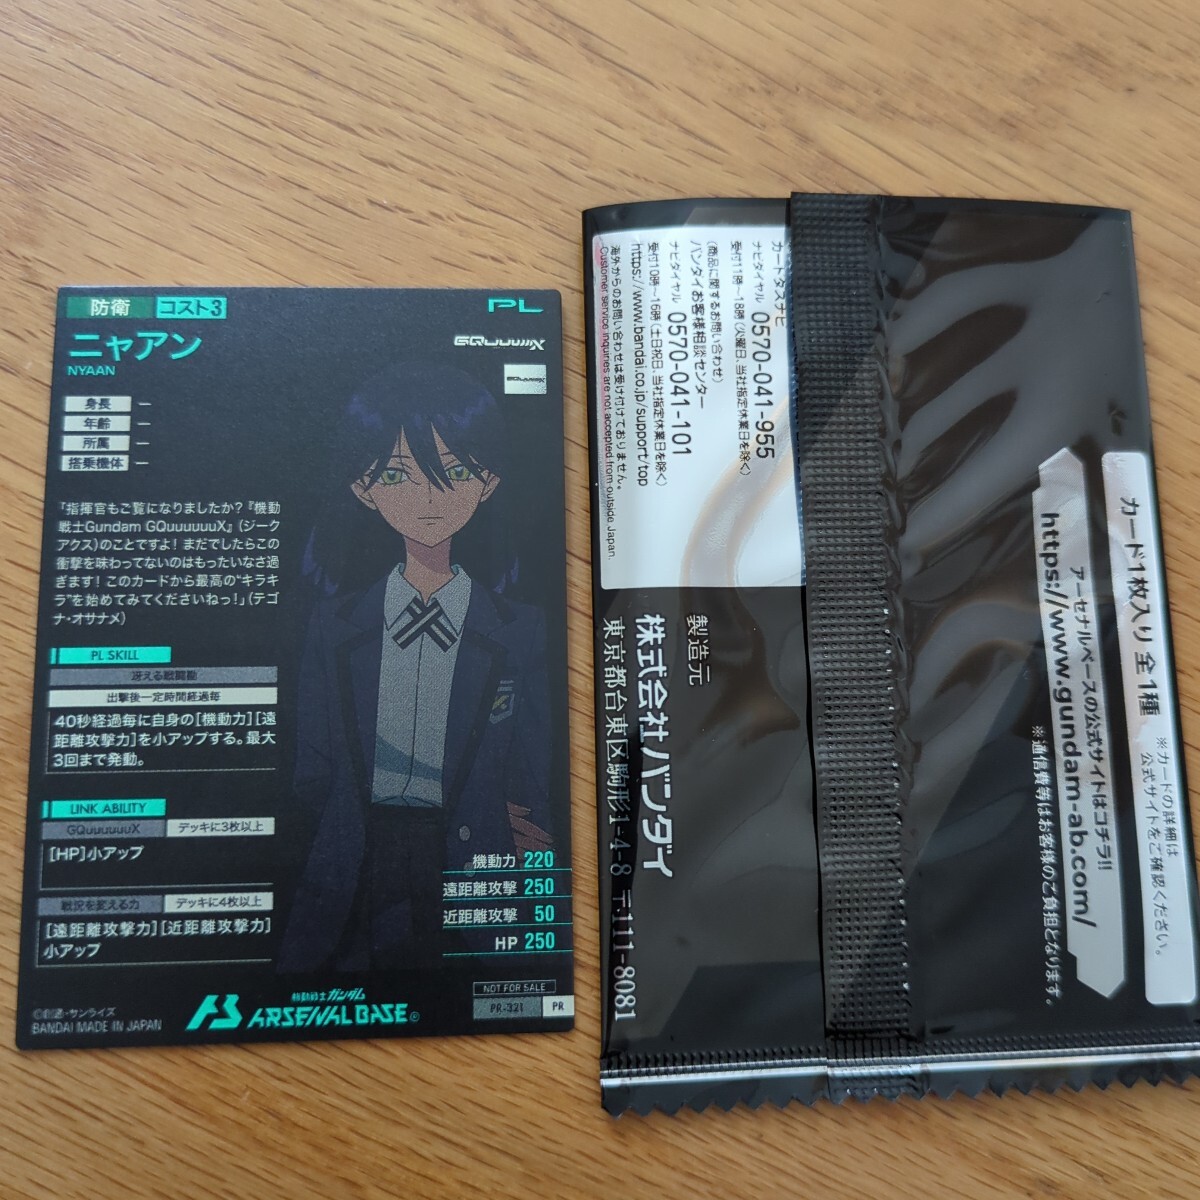 防衛 コスト3 PL
ニャアン
NYAAN
GQuuuuuuX
身長 ー
年齢 ー
所属 ー
搭乗機体 ー
「指揮官もご覧になりましたか?『機動
戦士Gundam GQuuuuuuX』(ジーク
アクス)のことですよ! まだでしたらこの
衝撃を味わってないのはもったいなさ過
ぎます! このカードから最高の“キラキ
ラ”を始めてみてくださいねっ!」(テゴ
ナ・オサナメ)
PL SKILL
冴える戦闘勘
出撃後一定時間経過毎
40秒経過毎に自身の[機動力][遠
距離攻撃力]を小アップする。最大
3回まで発動。
LINK ABILITY
GQuuuuuuX デッキに3枚以上
[HP]小アップ
戦況を変える力 デッキに4枚以上
[遠距離攻撃力][近距離攻撃力]
小アップ
機動力 220
遠距離攻撃 250
近距離攻撃 50
HP 250
NOT FOR SALE
PR-321 PR
©創通・サンライズ
BANDAI MADE IN JAPAN
機動戦士ガンダム
ARSENAL BASE
カードダスナビ
ナビダイヤル 0570-041-955
受付11時~18時(火曜日、当社指定休業日を除く)
(商品に関するお問い合わせ)
バンダイお客様相談センター
ナビダイヤル 0570-041-101
受付10時~16時(土日祝日、当社指定休業日を除く)
https://www.bandai.co.jp/support/top
海外からのお問い合わせは受け付けておりません。
Customer service inquiries are not accepted from outside Japan.
製造元
株式会社バンダイ
東京都台東区駒形1-4-8 〒111-8081
カード1枚入り 全1種
※カードの詳細は
公式サイトをご確認ください。
アーセナルベースの公式サイトはコチラ!!
https://www.gundam-ab.com/
※通信費等はお客様のご負担となります。